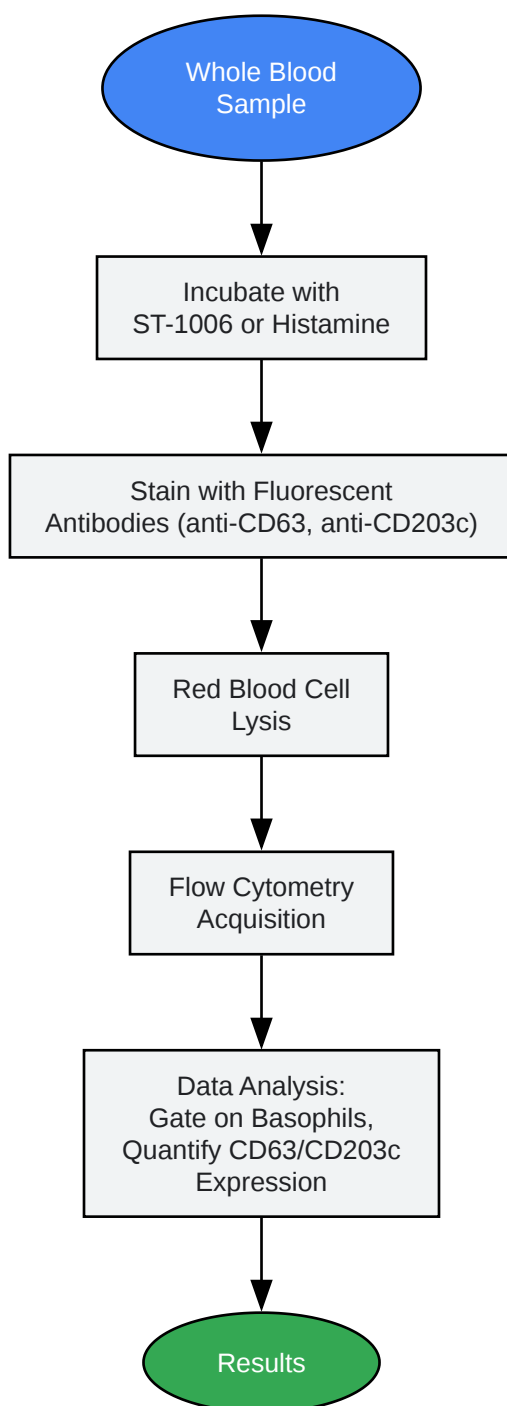 Whole Blood
Sample
Incubate with
ST-1006 or Histamine
Stain with Fluorescent
Antibodies (anti-CD63, anti-CD203c)
Red Blood Cell
Lysis
Flow Cytometry
Acquisition
Data Analysis:
Gate on Basophils,
Quantify CD63/CD203c
Expression
Results